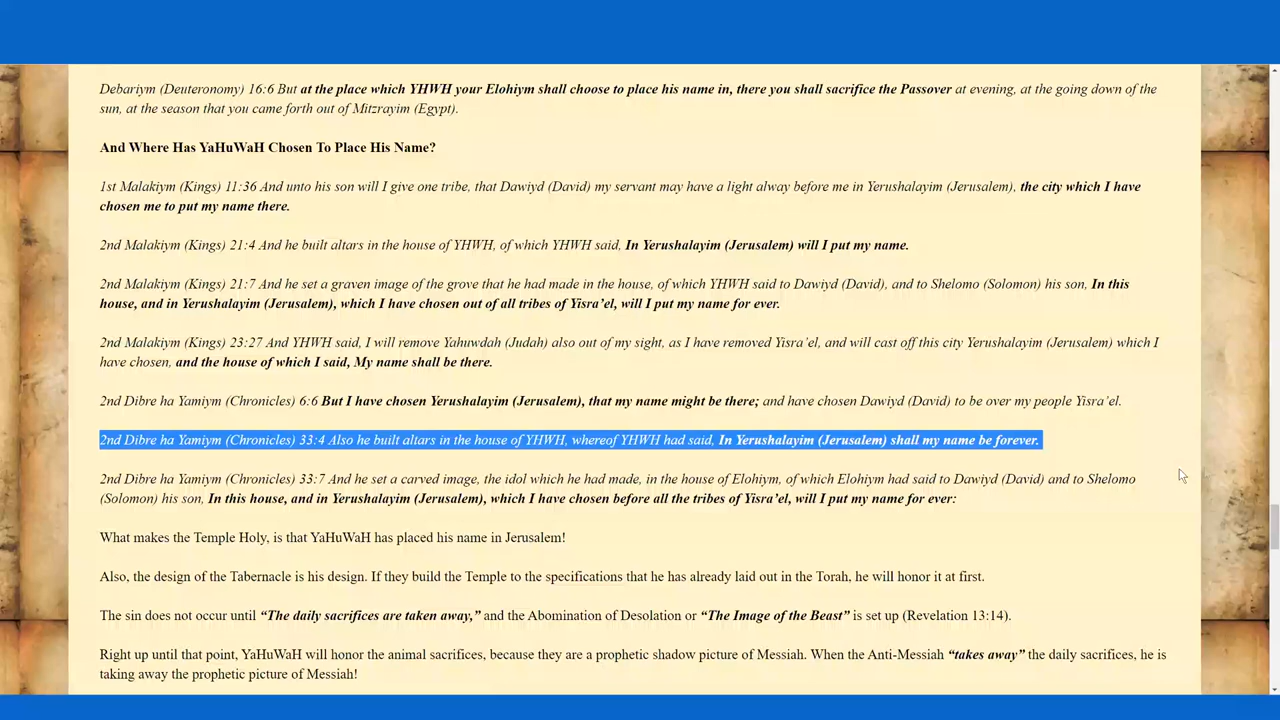 Debariym (Deuteronomy) 16:6 But at the place which YHWH your Elohiym shall choose to place his name in, there you shall sacrifice the Passover at evening, at the going down of the
sun, at the season that you came forth out of Mitzrayim (Egypt).
And Where Has YaHuWaH Chosen To Place His Name?
1st Malakiym (Kings) 11:36 And unto his son will I give one tribe, that Dawiyd (David) my servant may have a light alway before me in Yerushalayim (Jerusalem), the city which I have
chosen me to put my name there.
2nd Malakiym (Kings) 21:4 And he built altars in the house of YHWH, of which YHWH said, In Yerushalayim (Jerusalem) will I put my name.
2nd Malakiym (Kings) 21:7 And he set a graven image of the grove that he had made in the house, of which YHWH said to Dawiyd (David), and to Shelomo (Solomon) his son, In this
house, and in Yerushalayim (Jerusalem), which I have chosen out of all tribes of Yisra’el, will I put my name for ever.
2nd Malakiym (Kings) 23:27 And YHWH said, I will remove Yahuwdah (Judah) also out of my sight, as I have removed Yisra’el, and will cast off this city Yerushalayim (Jerusalem) which I
have chosen, and the house of which I said, My name shall be there.
2nd Dibre ha Yamiym (Chronicles) 6:6 But I have chosen Yerushalayim (Jerusalem), that my name might be there; and have chosen Dawiyd (David) to be over my people Yisra’el.
2nd Dibre ha Yamiym (Chronicles) 33:4 Also he built altars in the house of YHWH, whereof YHWH had said, In Yerushalayim (Jerusalem) shall my name be forever.
2nd Dibre ha Yamiym (Chronicles) 33:7 And he set a carved image, the idol which he had made, in the house of Elohiym, of which Elohiym had said to Dawiyd (David) and to Shelomo
(Solomon) his son, In this house, and in Yerushalayim (Jerusalem), which I have chosen before all the tribes of Yisra’el, will I put my name for ever:
What makes the Temple Holy, is that YaHuWaH has placed his name in Jerusalem!
Also, the design of the Tabernacle is his design. If they build the Temple to the specifications that he has already laid out in the Torah, he will honor it at first.
The sin does not occur until “The daily sacrifices are taken away,” and the Abomination of Desolation or “The Image of the Beast” is set up (Revelation 13:14).
Right up until that point, YaHuWaH will honor the animal sacrifices, because they are a prophetic shadow picture of Messiah. When the Anti-Messiah “takes away” the daily sacrifices, he is
taking away the prophetic picture of Messiah!